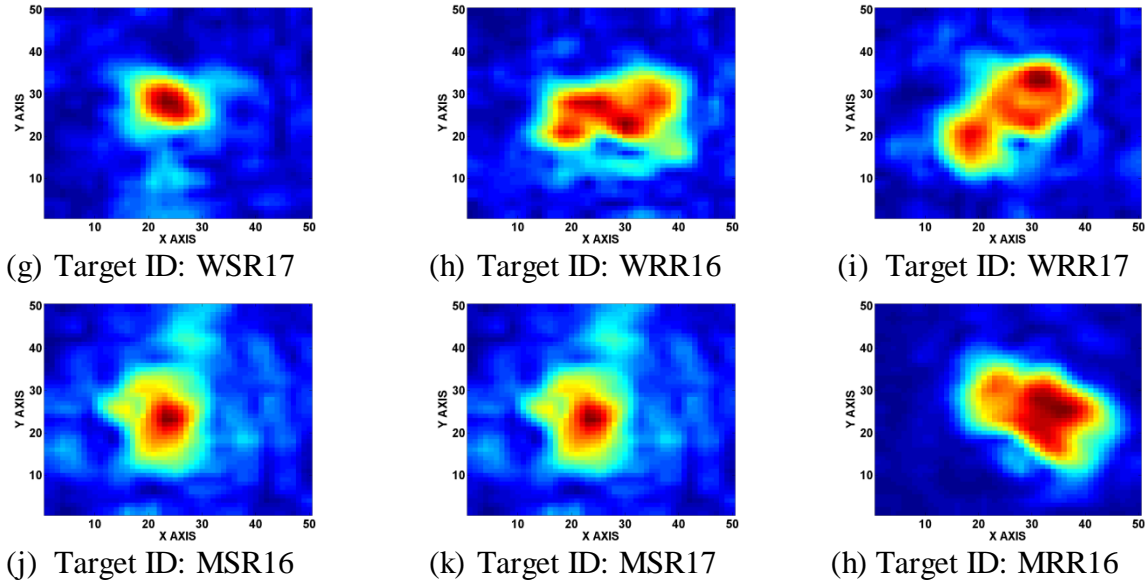 50
40
30
20
10
Y AXIS
10 20 30 40 50
X AXIS
(g) Target ID: WSR17
50
40
30
20
10
Y AXIS
10 20 30 40 50
X AXIS
(h) Target ID: WRR16
50
40
30
20
10
Y AXIS
10 20 30 40 50
X AXIS
(i) Target ID: WRR17
50
40
30
20
10
Y AXIS
10 20 30 40 50
X AXIS
(j) Target ID: MSR16
50
40
30
20
10
Y AXIS
10 20 30 40 50
X AXIS
(k) Target ID: MSR17
50
40
30
20
10
Y AXIS
10 20 30 40 50
X AXIS
(h) Target ID: MRR16